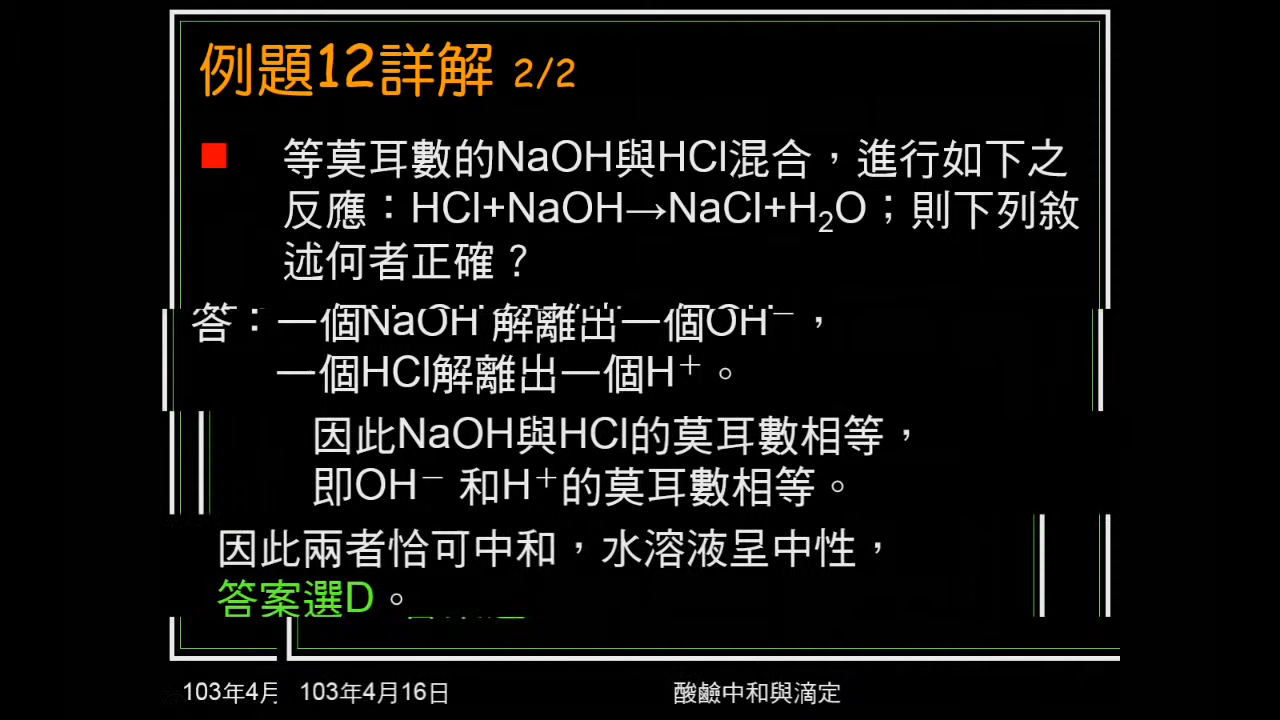 例題12詳解 2/2
等莫耳數的NaOH與HCl混合，進行如下之
反應：HCl+NaOH→NaCl+H₂O；則下列敘
述何者正確？
答：一個NaOH 解離出一個OH⁻，
一個HCl解離出一個H⁺。
因此NaOH與HCl的莫耳數相等，
即OH⁻ 和H⁺的莫耳數相等。
因此兩者恰可中和，水溶液呈中性，
答案選D。
103年4月 103年4月16日 酸鹼中和與滴定